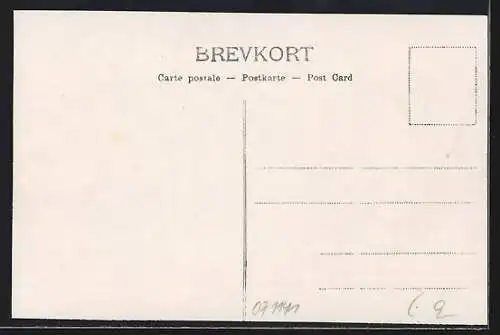 BREVKORT
Carte postale — Postkarte — Post Card